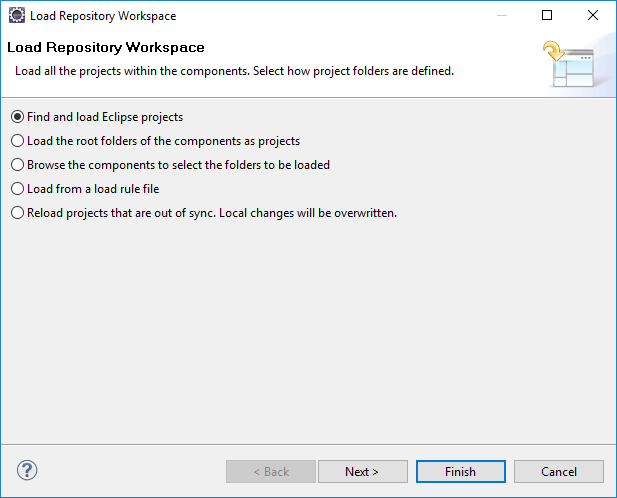 Load Repository Workspace
Load Repository Workspace
Load all the projects within the components. Select how project folders are defined.
Find and load Eclipse projects
Load the root folders of the components as projects
Browse the components to select the folders to be loaded
Load from a load rule file
Reload projects that are out of sync. Local changes will be overwritten.
? < Back Next > Finish Cancel